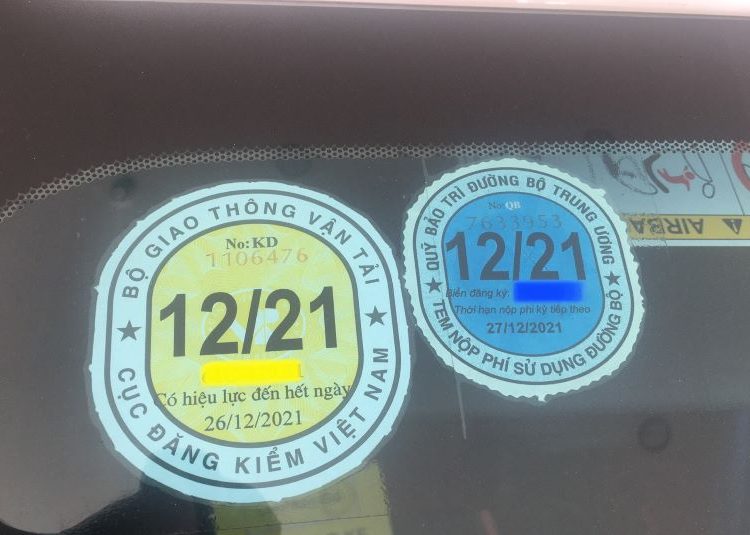 BỘ GIAO THÔNG VẬN TẢI
No: KD
1106476
12/21
Có hiệu lực đến hết ngày
26/12/2021
CỤC ĐĂNG KIỂM VIỆT NAM
QUỸ BẢO TRÌ ĐƯỜNG BỘ TRUNG ƯƠNG
No: QB
7633953
12/21
Biển đăng ký:
Thời hạn nộp phí kỳ tiếp theo
27/12/2021
TEM NỘP PHÍ SỬ DỤNG ĐƯỜNG BỘ
AIRBA